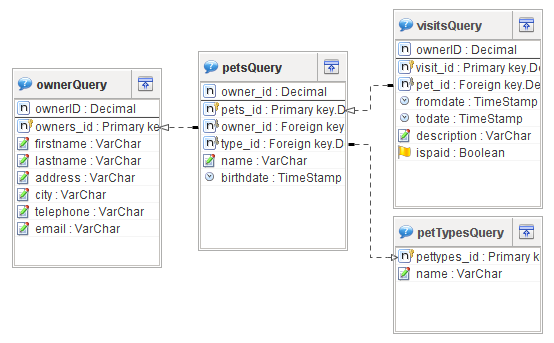 ownerQuery
ownerID : Decimal
owners_id : Primary ke
firstname : VarChar
lastname : VarChar
address : VarChar
city : VarChar
telephone : VarChar
email : VarChar
petsQuery
owner_id : Decimal
pets_id : Primary key.D
owner_id : Foreign key
type_id : Foreign key.D
name : VarChar
birthdate : TimeStamp
visitsQuery
ownerID : Decimal
visit_id : Primary key.D
pet_id : Foreign key.De
fromdate : TimeStamp
todate : TimeStamp
description : VarChar
ispaid : Boolean
petTypesQuery
pettypes_id : Primary k
name : VarChar